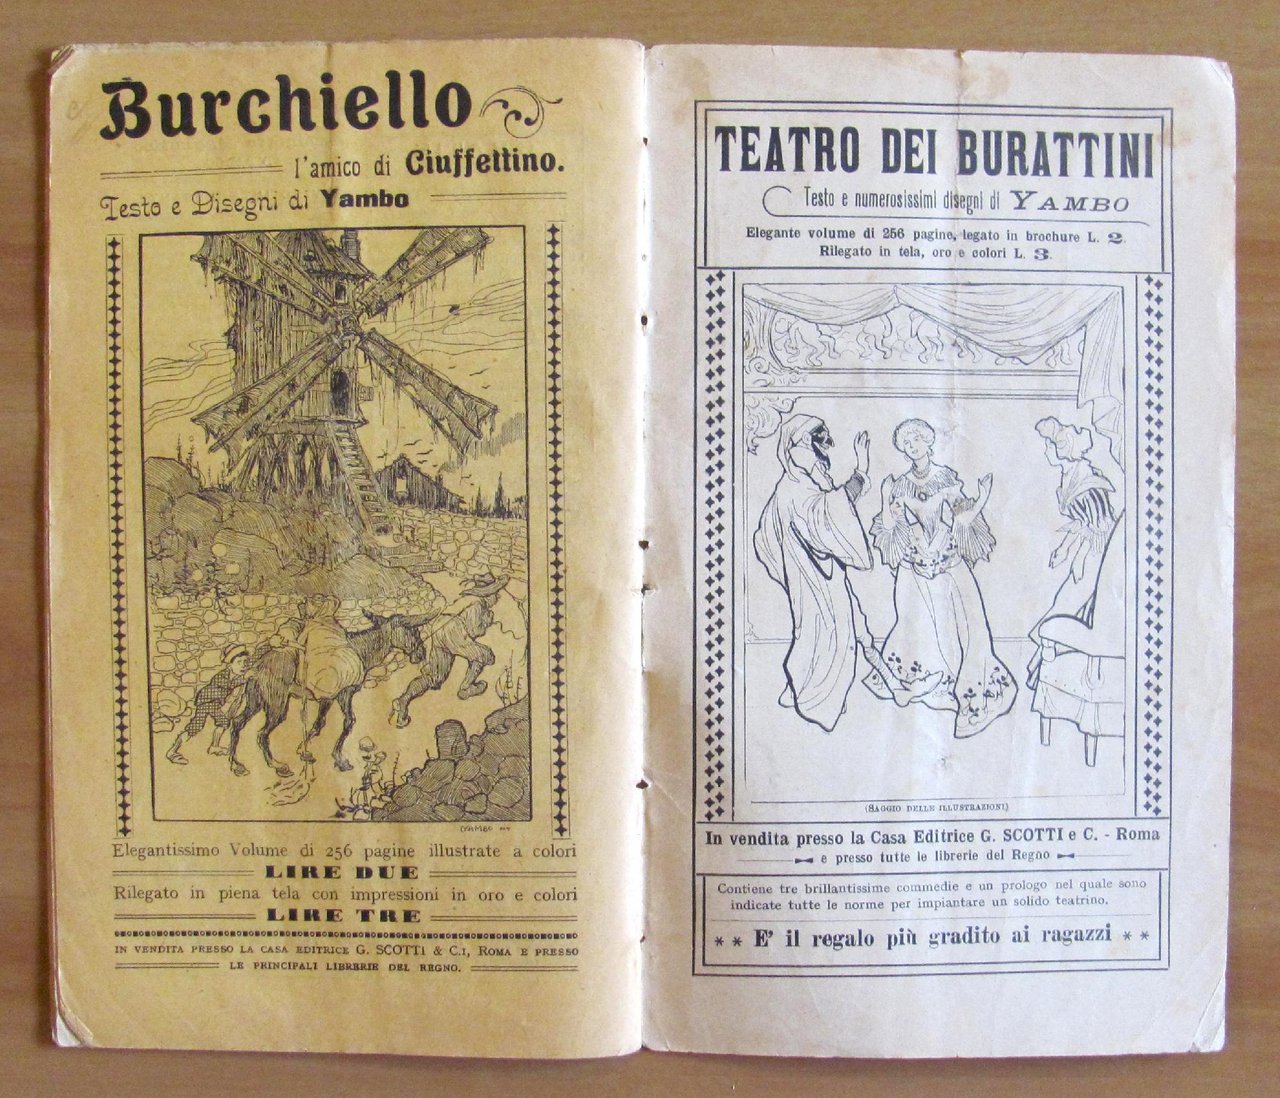 Burchiello
l'amico di Ciuffettino.
Testo e Disegni di Yambo
YAMBO
Elegantissimo Volume di 256 pagine illustrate a colori
LIRE DUE
Rilegato in piena tela con impressioni in oro e colori
LIRE TRE
IN VENDITA PRESSO LA CASA EDITRICE G. SCOTTI & C.I, ROMA E PRESSO
LE PRINCIPALI LIBRERIE DEL REGNO.
TEATRO DEI BURATTINI
Testo e numerosissimi disegni di YAMBO
Elegante volume di 256 pagine, legato in brochure L. 2.
Rilegato in tela, oro e colori L. 3.
(SAGGIO DELLE ILLUSTRAZIONI)
In vendita presso la Casa Editrice G. SCOTTI e C. - Roma
e presso tutte le librerie del Regno
Contiene tre brillantissime commedie e un prologo nel quale sono
indicate tutte le norme per impiantare un solido teatrino.
** E' il regalo più gradito ai ragazzi **